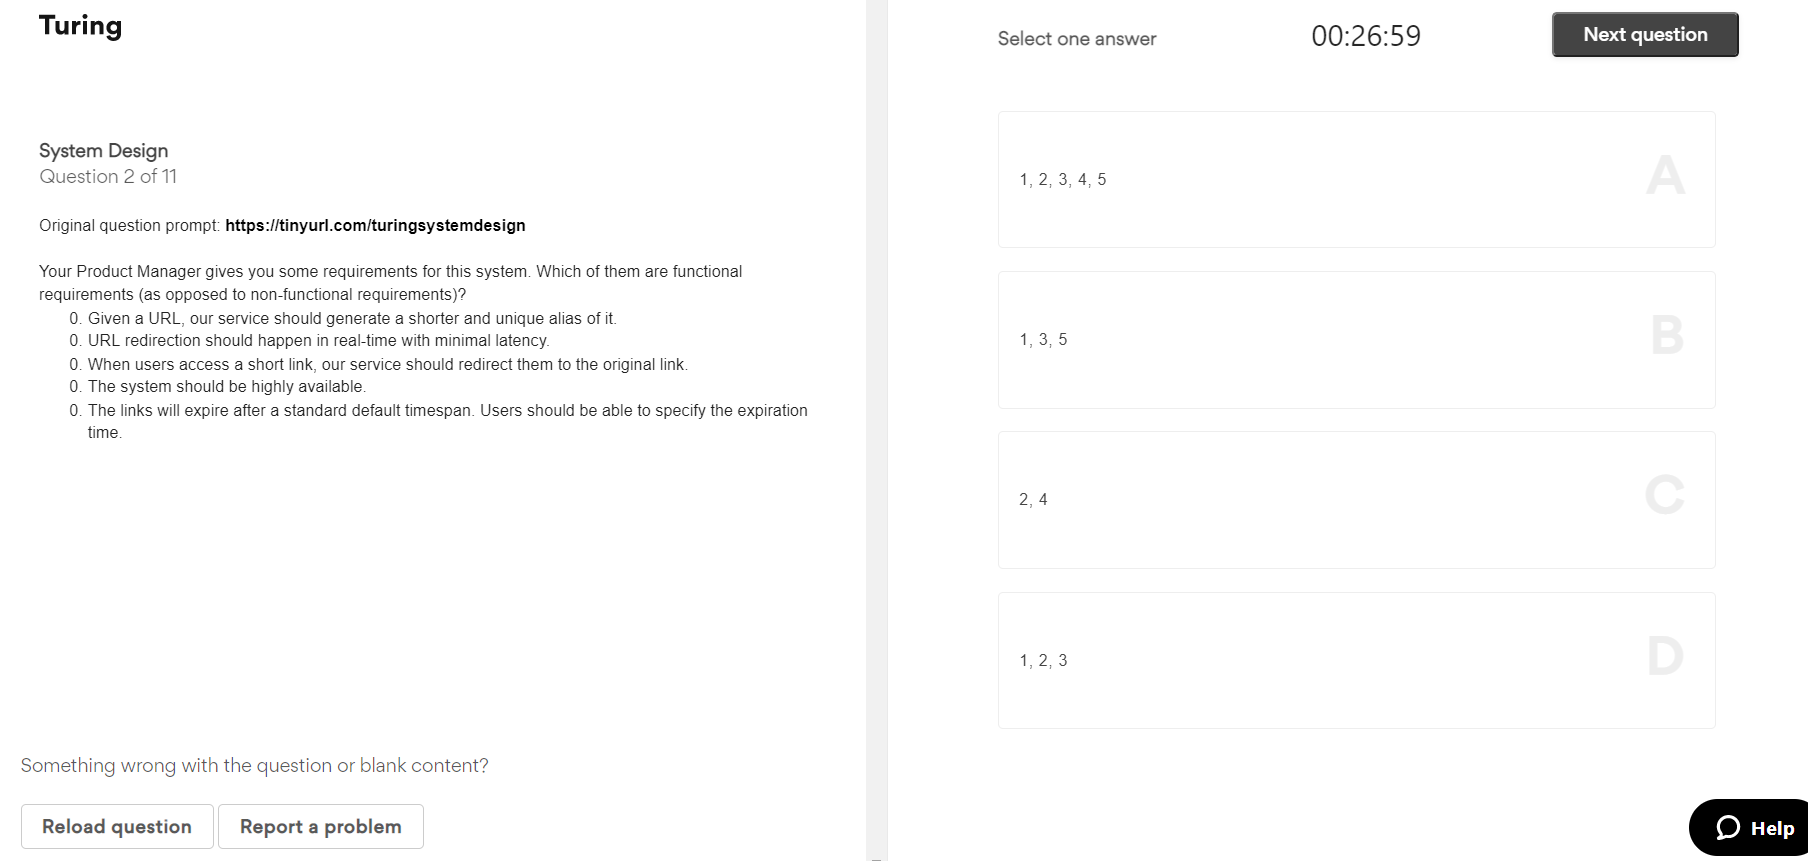 Turing
System Design
Question 2 of 11
Original question prompt: https://tinyurl.com/turingsystemdesign
Your Product Manager gives you some requirements for this system. Which of them are functional
requirements (as opposed to non-functional requirements)?
0. Given a URL, our service should generate a shorter and unique alias of it.
0. URL redirection should happen in real-time with minimal latency.
0. When users access a short link, our service should redirect them to the original link.
0. The system should be highly available.
0. The links will expire after a standard default timespan. Users should be able to specify the expiration
time.
Something wrong with the question or blank content?
Reload question
Report a problem
Select one answer
00:26:59
Next question
1, 2, 3, 4, 5
A
1, 3, 5
B
2, 4
C
1, 2, 3
D
Help